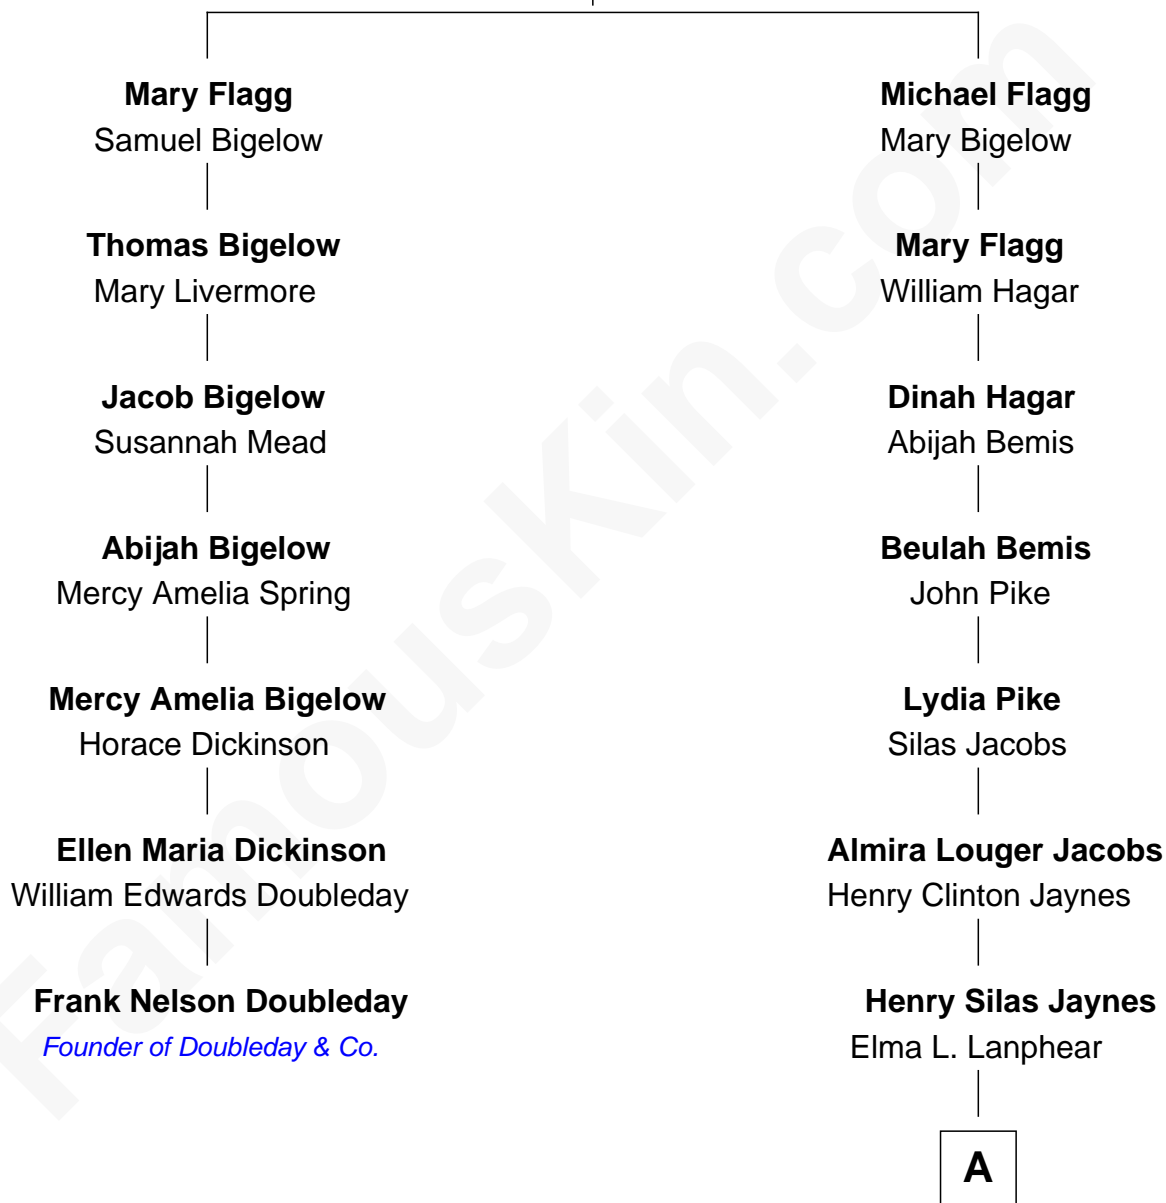 Mary Flagg
Samuel Bigelow
Thomas Bigelow
Mary Livermore
Jacob Bigelow
Susannah Mead
Abijah Bigelow
Mercy Amelia Spring
Mercy Amelia Bigelow
Horace Dickinson
Ellen Maria Dickinson
William Edwards Doubleday
Frank Nelson Doubleday
Founder of Doubleday & Co.
Michael Flagg
Mary Bigelow
Mary Flagg
William Hagar
Dinah Hagar
Abijah Bemis
Beulah Bemis
John Pike
Lydia Pike
Silas Jacobs
Almira Louger Jacobs
Henry Clinton Jaynes
Henry Silas Jaynes
Elma L. Lanphear
A
FamousKin.com